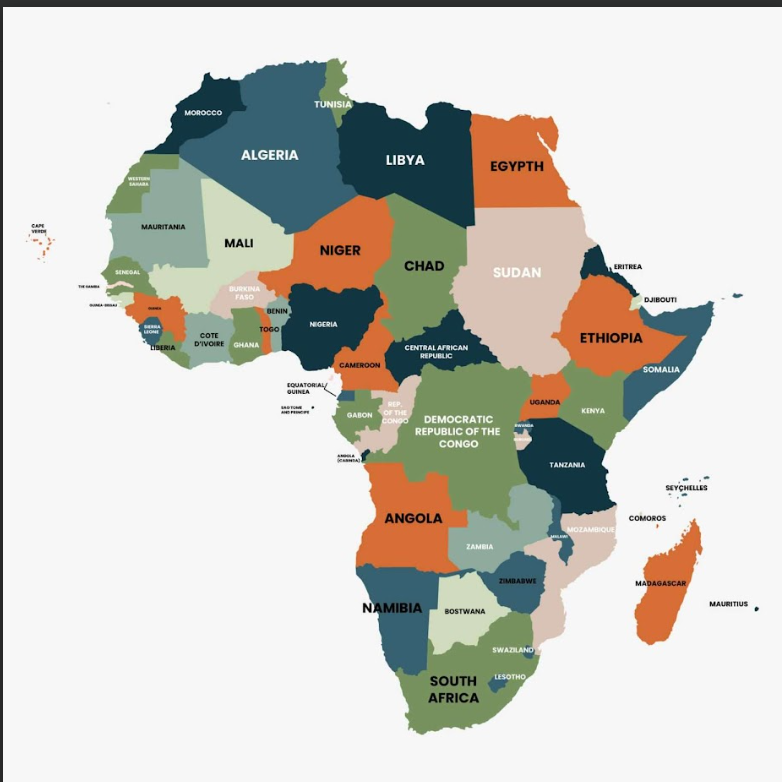 TUNISIA
MOROCCO
ALGERIA
LIBYA
EGYPTH
WESTERN
SAHARA
MAURITANIA
CAPE
VERDE
MALI
NIGER
CHAD
SUDAN
ERITREA
SENEGAL
THE GAMBIA
GUINEA-BISSAU
BURKINA
FASO
DJIBOUTI
BENIN
NIGERIA
SIERRA
LEONE
TOGO
COTE
D'IVOIRE
GHANA
LIBERIA
ETHIOPIA
CENTRAL AFRICAN
REPUBLIC
CAMEROON
SOMALIA
EQUATORIAL
GUINEA
SAO TOME
AND PRINCIPE
GABON
REP.
OF THE
CONGO
DEMOCRATIC
REPUBLIC OF THE
CONGO
UGANDA
KENYA
RWANDA
ANGOLA
(CABINDA)
TANZANIA
SEYCHELLES
ANGOLA
COMOROS
MALAWI
MOZAMBIQUE
ZAMBIA
ZIMBABWE
MADAGASCAR
NAMIBIA
BOSTWANA
MAURITIUS
SWAZILAND
LESOTHO
SOUTH
AFRICA